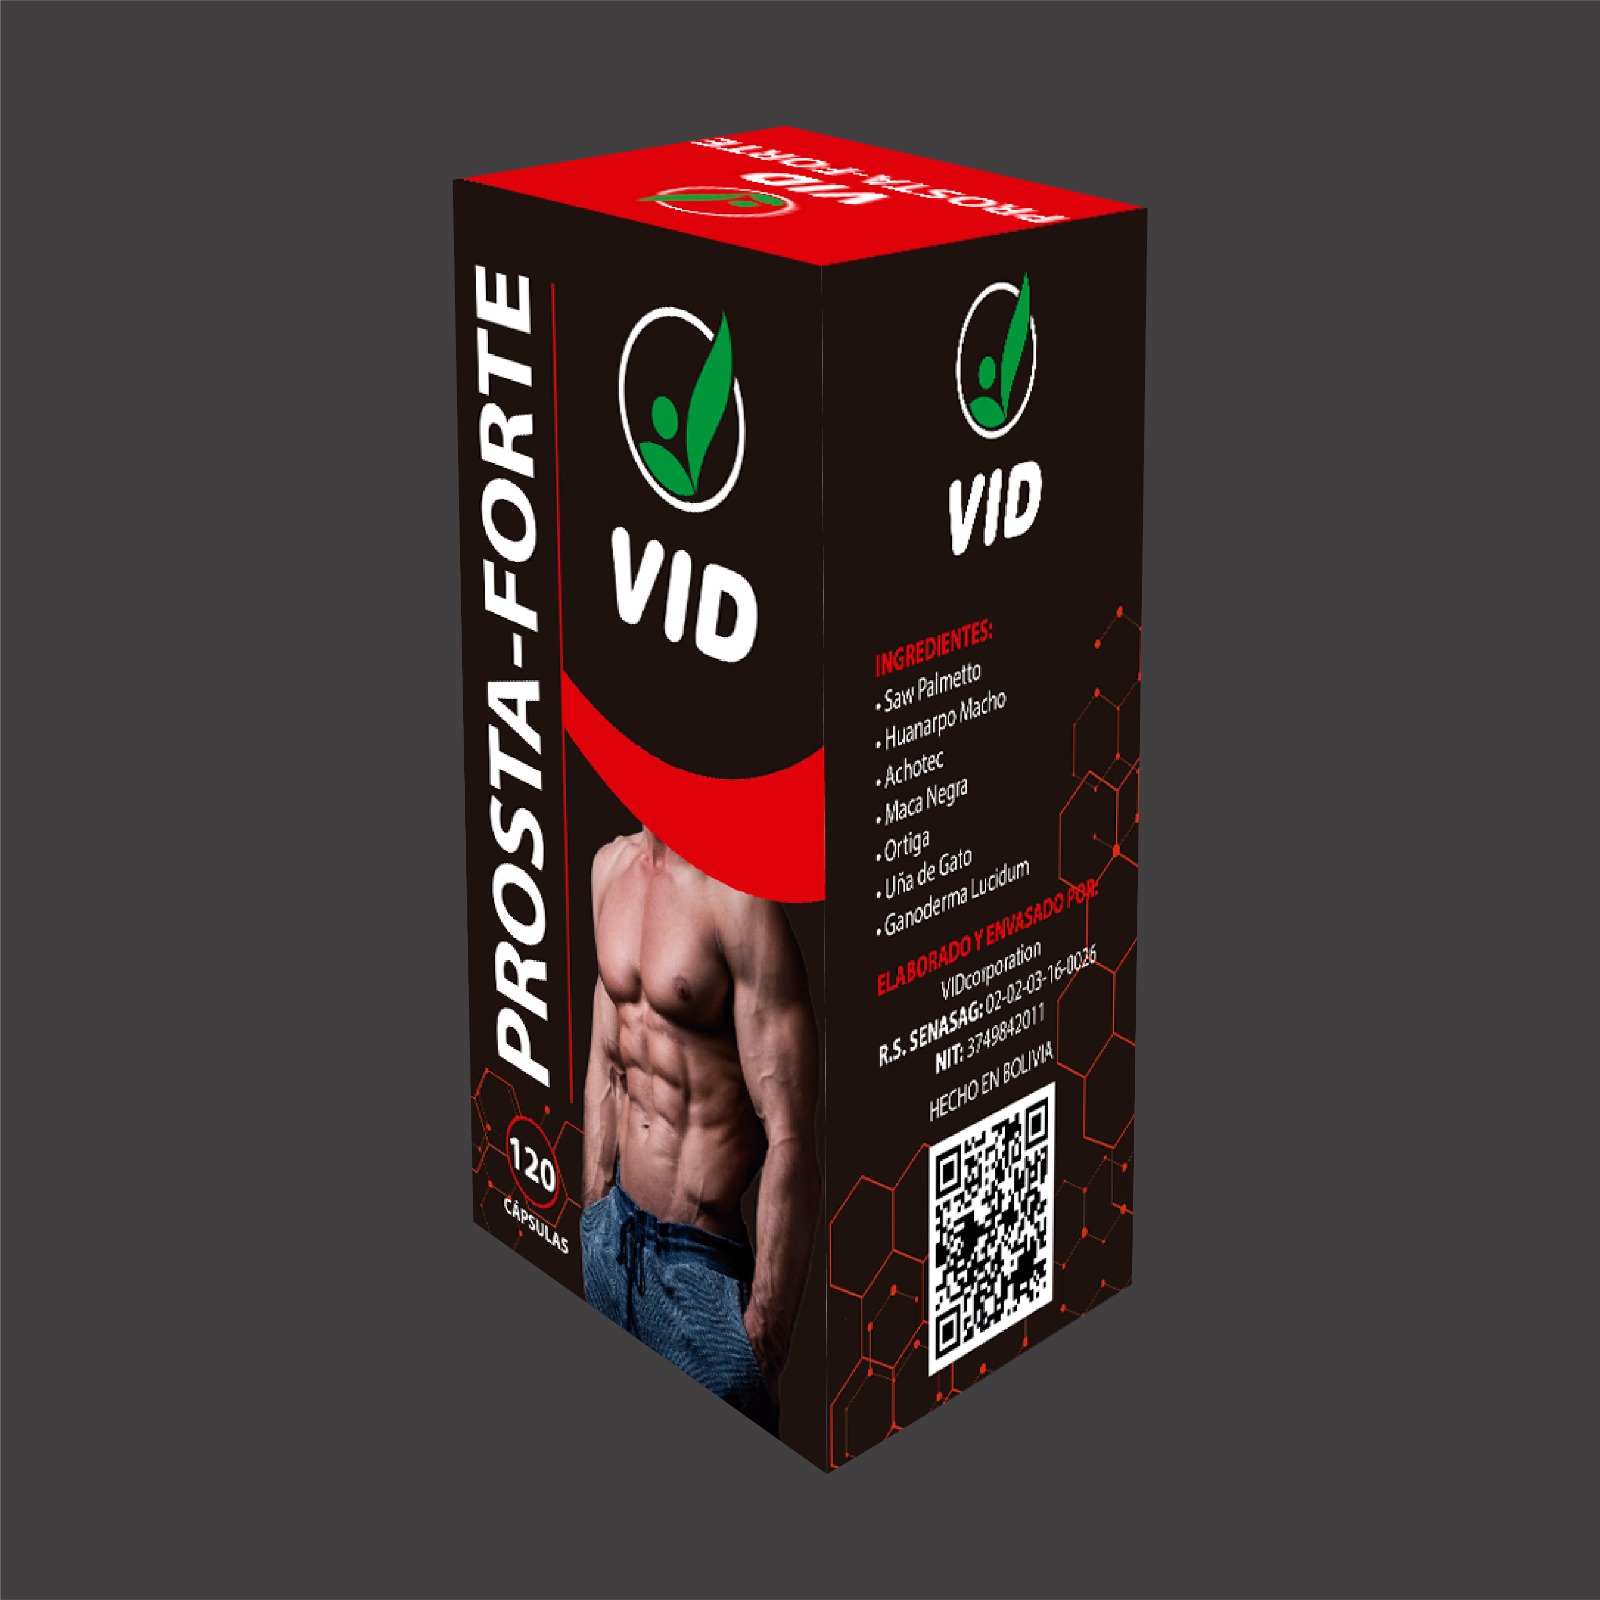 PROSTA-FORTE
VID
PROSTA-FORTE
VID
120
CÁPSULAS
VID
INGREDIENTES:
• Saw Palmetto
• Huanarpo Macho
• Achotec
• Maca Negra
• Ortiga
• Uña de Gato
• Ganoderma Lucidum
ELABORADO Y ENVASADO POR:
VIDcorporation
R.S. SENASAG: 02-02-03-16-0026
NIT: 3749842011
HECHO EN BOLIVIA